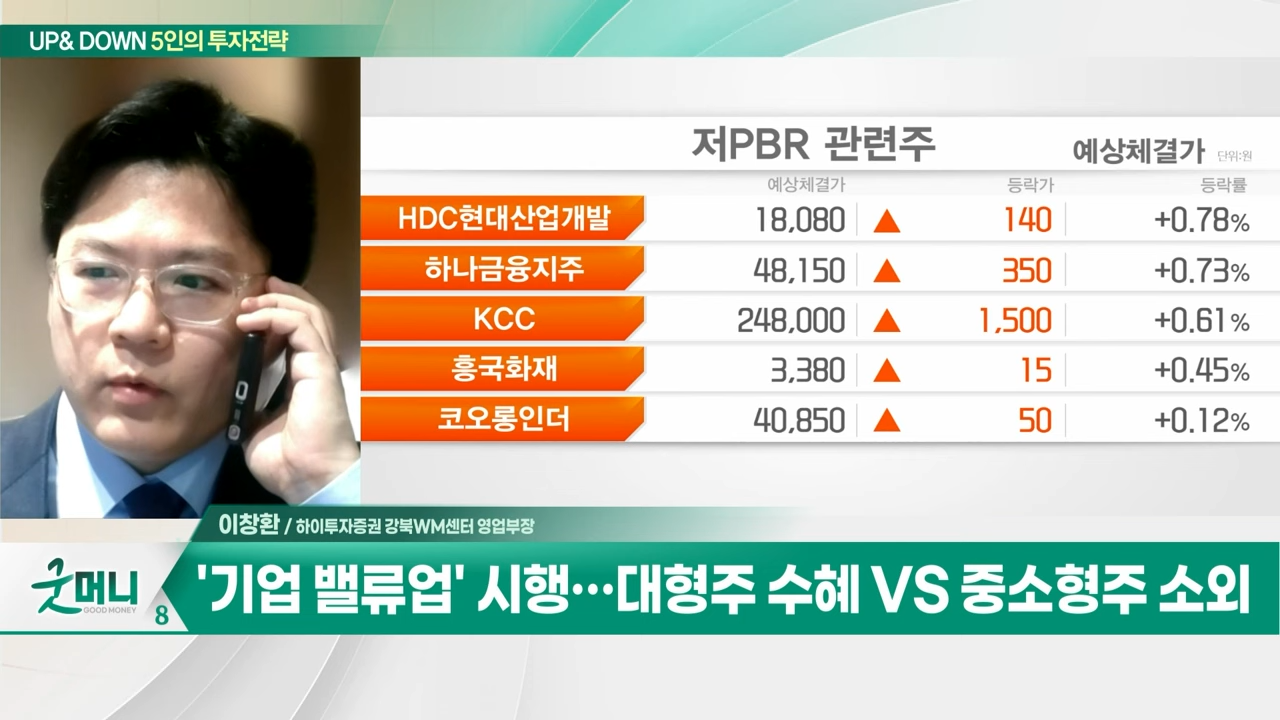 UP& DOWN 5인의 투자전략
저PBR 관련주 예상체결가 단위:원
예상체결가 등락가 등락률
HDC현대산업개발 18,080 ▲ 140 +0.78%
하나금융지주 48,150 ▲ 350 +0.73%
KCC 248,000 ▲ 1,500 +0.61%
흥국화재 3,380 ▲ 15 +0.45%
코오롱인더 40,850 ▲ 50 +0.12%
이창환 / 하이투자증권 강북WM센터 영업부장
굿머니 GOOD MONEY 8
'기업 밸류업' 시행…대형주 수혜 VS 중소형주 소외